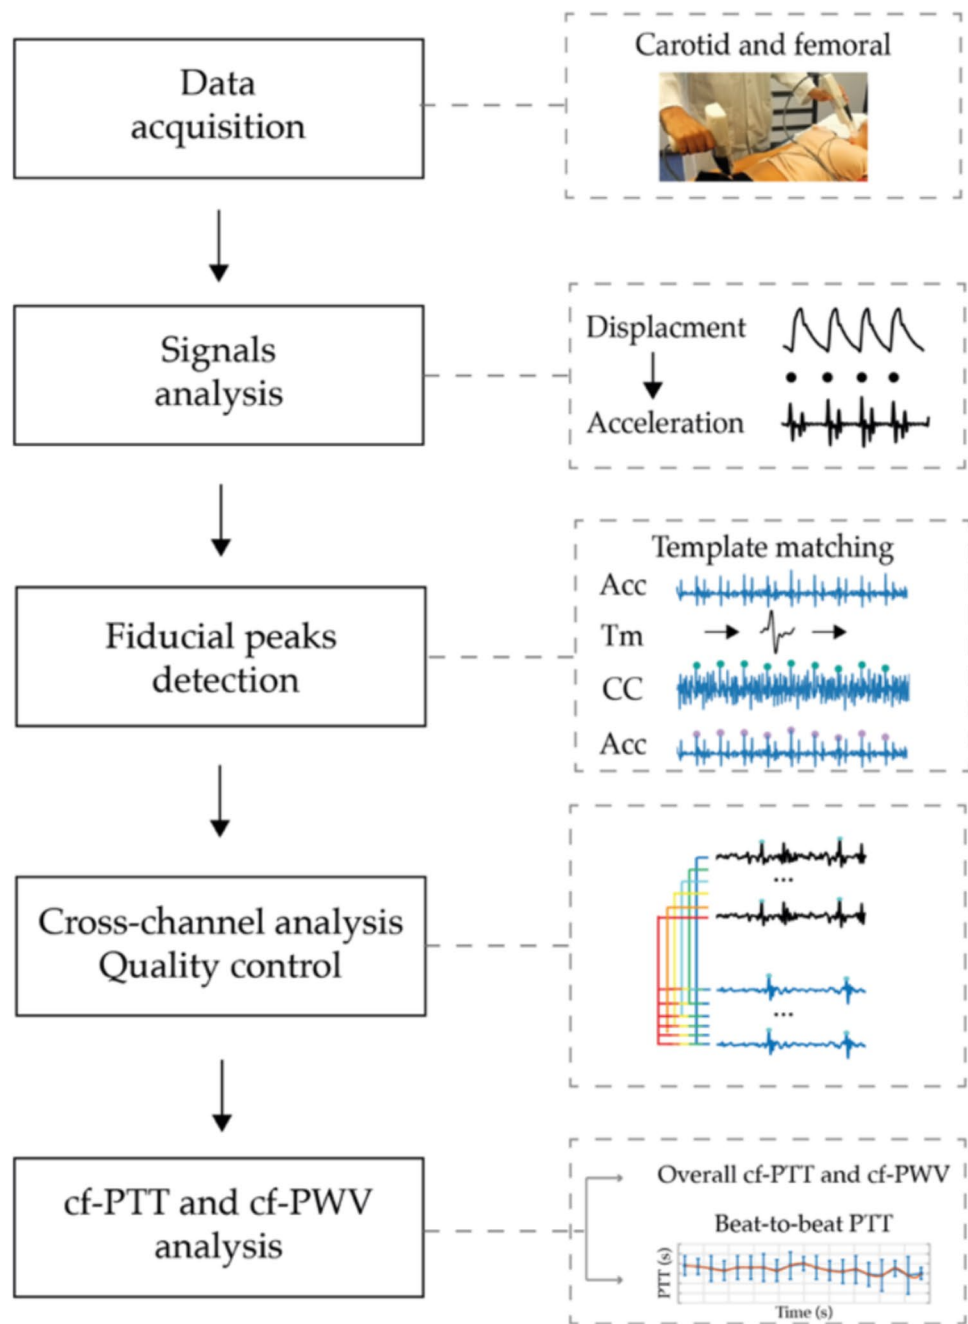 Data
acquisition
Carotid and femoral
Signals
analysis
Displacment
Acceleration
Fiducial peaks
detection
Template matching
Acc
Tm
CC
Acc
Cross-channel analysis
Quality control
...
...
cf-PTT and cf-PWV
analysis
Overall cf-PTT and cf-PWV
Beat-to-beat PTT
PTT (s)
Time (s)